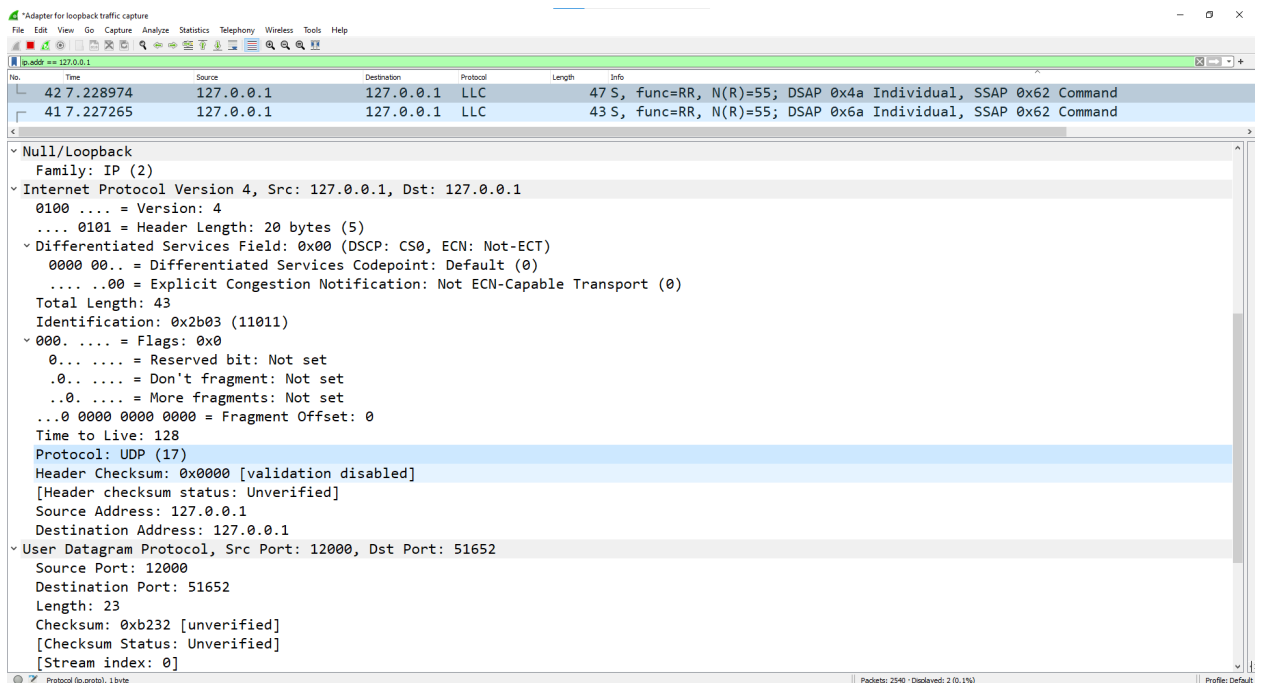 *Adapter for loopback traffic capture
File Edit View Go Capture Analyze Statistics Telephony Wireless Tools Help
ip.addr == 127.0.0.1
No. Time Source Destination Protocol Length Info
42 7.228974 127.0.0.1 127.0.0.1 LLC 47 S, func=RR, N(R)=55; DSAP 0x4a Individual, SSAP 0x62 Command
41 7.227265 127.0.0.1 127.0.0.1 LLC 43 S, func=RR, N(R)=55; DSAP 0x6a Individual, SSAP 0x62 Command
Null/Loopback
Family: IP (2)
Internet Protocol Version 4, Src: 127.0.0.1, Dst: 127.0.0.1
0100 .... = Version: 4
.... 0101 = Header Length: 20 bytes (5)
Differentiated Services Field: 0x00 (DSCP: CS0, ECN: Not-ECT)
0000 00.. = Differentiated Services Codepoint: Default (0)
.... ..00 = Explicit Congestion Notification: Not ECN-Capable Transport (0)
Total Length: 43
Identification: 0x2b03 (11011)
000. .... = Flags: 0x0
0... .... = Reserved bit: Not set
.0.. .... = Don't fragment: Not set
..0. .... = More fragments: Not set
...0 0000 0000 0000 = Fragment Offset: 0
Time to Live: 128
Protocol: UDP (17)
Header Checksum: 0x0000 [validation disabled]
[Header checksum status: Unverified]
Source Address: 127.0.0.1
Destination Address: 127.0.0.1
User Datagram Protocol, Src Port: 12000, Dst Port: 51652
Source Port: 12000
Destination Port: 51652
Length: 23
Checksum: 0xb232 [unverified]
[Checksum Status: Unverified]
[Stream index: 0]
Protocol (ip.proto), 1 byte Packets: 2540 · Displayed: 2 (0.1%) Profile: Default